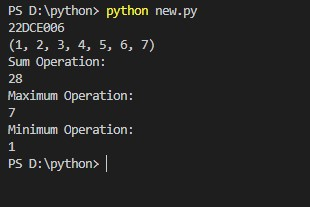 PS D:\python> python new.py
22DCE006
(1, 2, 3, 4, 5, 6, 7)
Sum Operation:
28
Maximum Operation:
7
Minimum Operation:
1
PS D:\python>